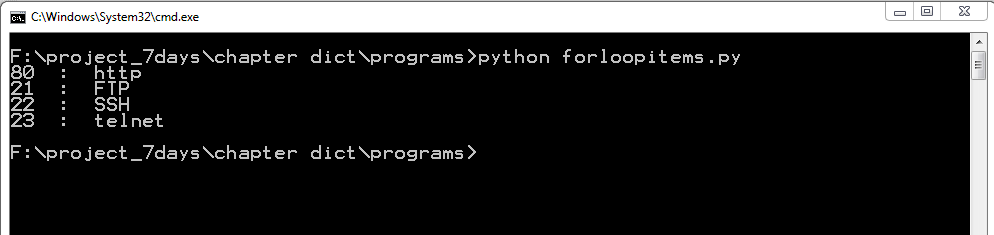 C:\Windows\System32\cmd.exe
F:\project_7days\chapter dict\programs>python forloopitems.py
80  :  http
21  :  FTP
22  :  SSH
23  :  telnet
F:\project_7days\chapter dict\programs>